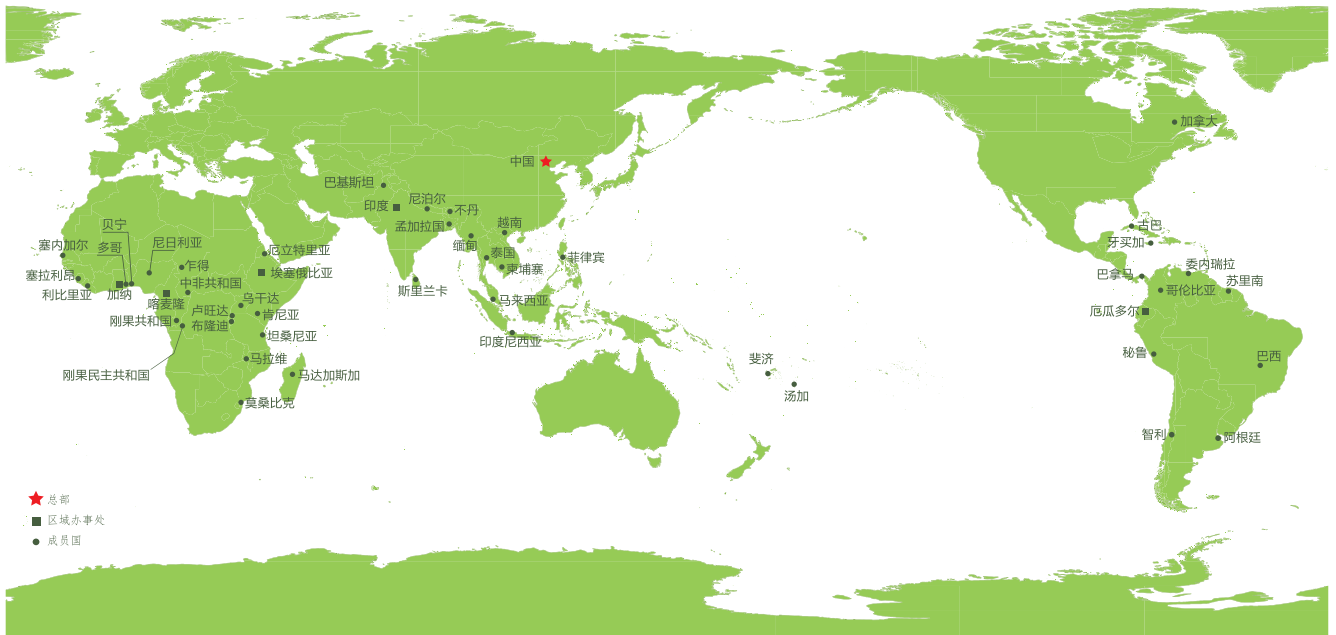 加拿大
中国
巴基斯坦
尼泊尔
印度
不丹
孟加拉国
越南
古巴
贝宁
缅甸
牙买加
多哥
尼日利亚
塞内加尔
厄立特里亚
泰国
菲律宾
委内瑞拉
乍得
柬埔寨
埃塞俄比亚
巴拿马
塞拉利昂
中非共和国
苏里南
斯里兰卡
哥伦比亚
利比里亚
加纳
乌干达
马来西亚
喀麦隆
卢旺达
肯尼亚
厄瓜多尔
刚果共和国
布隆迪
坦桑尼亚
印度尼西亚
秘鲁
马拉维
斐济
巴西
刚果民主共和国
马达加斯加
汤加
莫桑比克
智利
阿根廷
总部
区域办事处
成员国